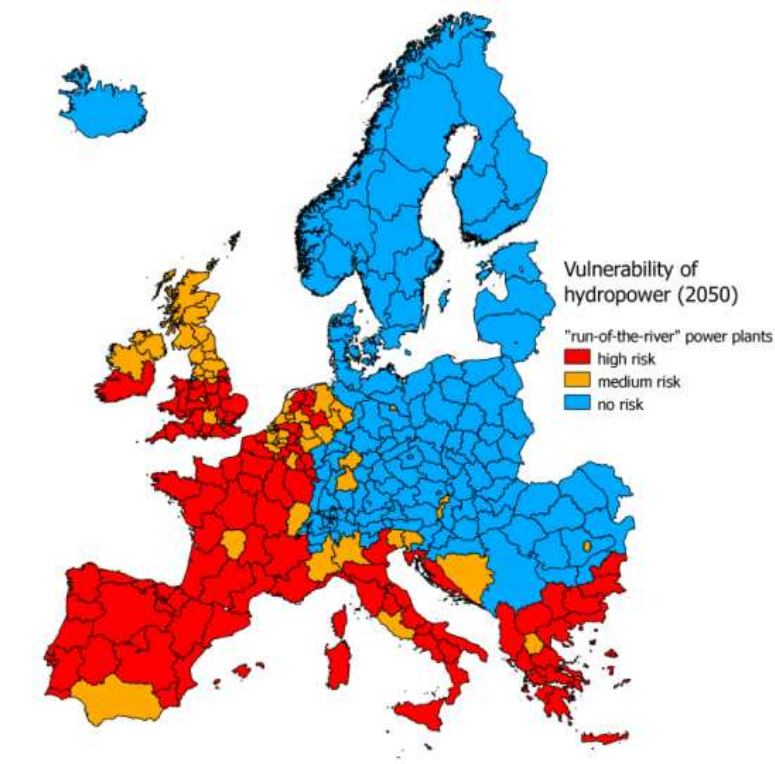 Vulnerability of
hydropower (2050)
"run-of-the-river" power plants
high risk
medium risk
no risk